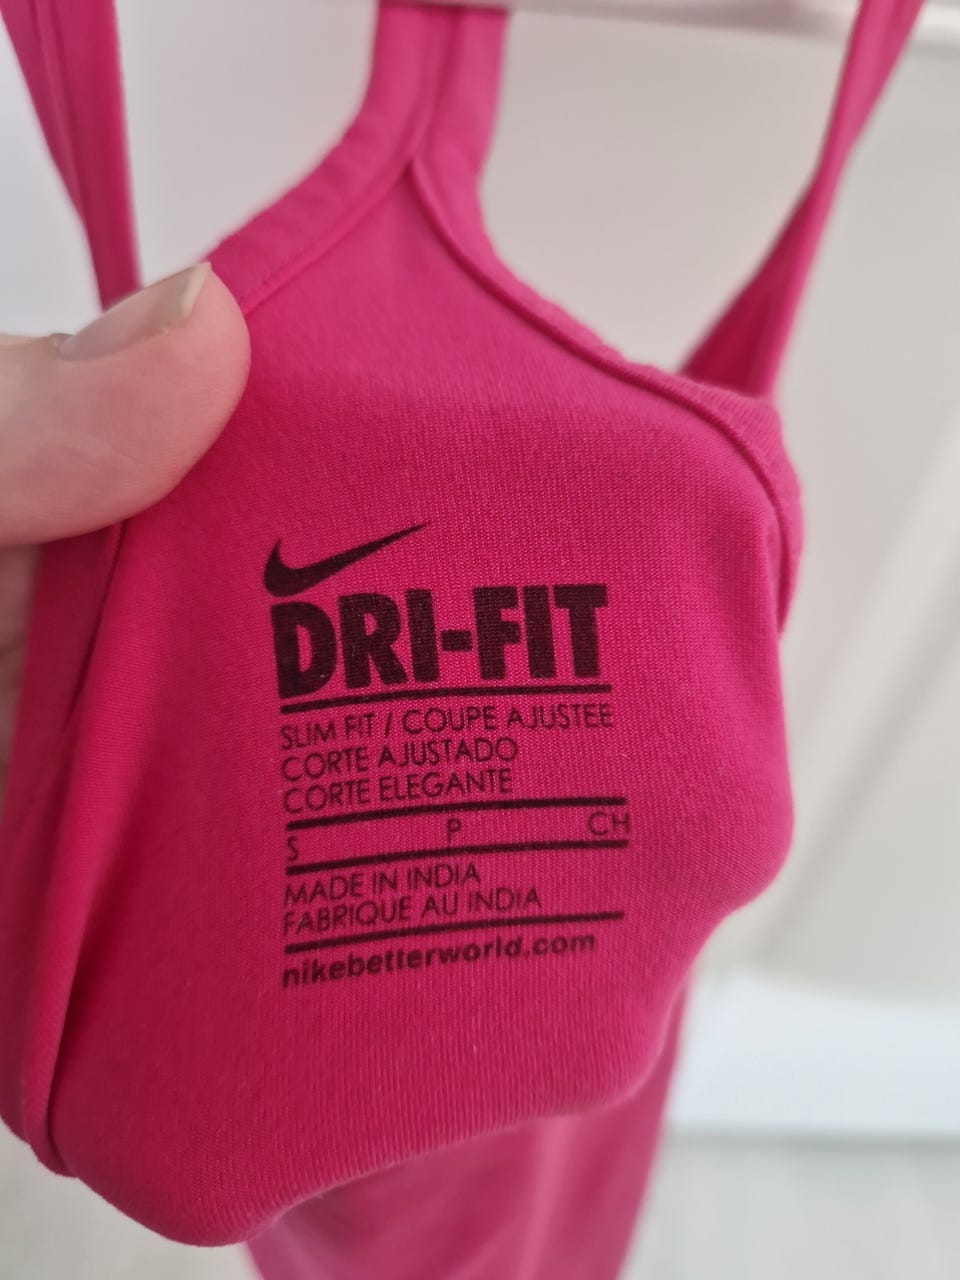 DRI-FIT
SLIM FIT / COUPE AJUSTEE
CORTE AJUSTADO
CORTE ELEGANTE
S P CH
MADE IN INDIA
FABRIQUE AU INDIA
nikebetterworld.com